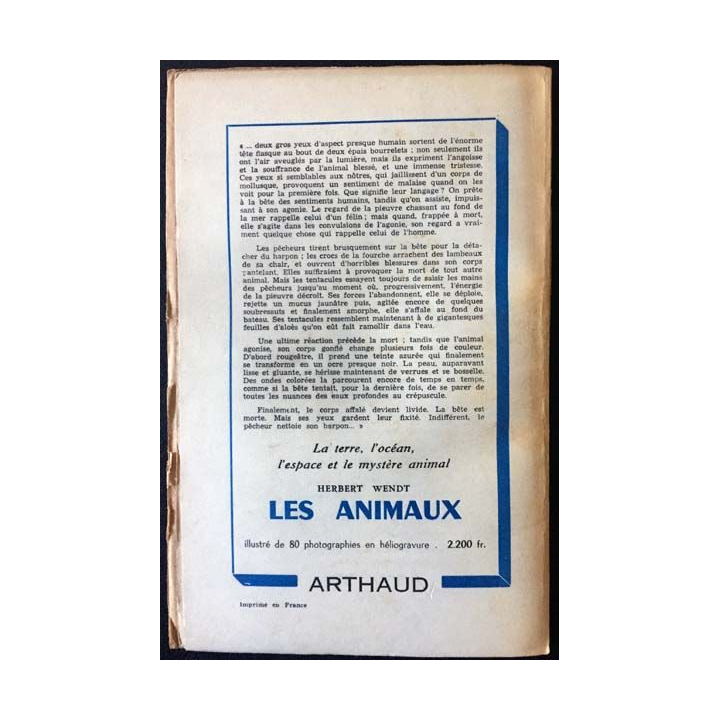 « ... deux gros yeux d'aspect presque humain sortent de l'énorme
tête flasque au bout de deux épais bourrelets ; non seulement ils
ont l'air aveuglés par la lumière, mais ils expriment l'angoisse
et la souffrance de l'animal blessé, et une immense tristesse.
Ces yeux si semblables aux nôtres, qui jaillissent d'un corps de
mollusque, provoquent un sentiment de malaise quand on les
voit pour la première fois. Que signifie leur langage ? On prête
à la bête des sentiments humains, tandis qu'on assiste, impuis-
sant à son agonie. Le regard de la pieuvre chassant au fond de
la mer rappelle celui d'un félin ; mais quand, frappée à mort,
elle s'agite dans les convulsions de l'agonie, son regard a vrai-
ment quelque chose qui rappelle celui de l'homme.
Les pêcheurs tirent brusquement sur la bête pour la déta-
cher du harpon ; les crocs de la fourche arrachent des lambeaux
de sa chair, et ouvrent d'horribles blessures dans son corps
pantelant. Elles suffiraient à provoquer la mort de tout autre
animal. Mais les tentacules essayent toujours de saisir les mains
des pêcheurs jusqu'au moment où, progressivement, l'énergie
de la pieuvre décroît. Ses forces l'abandonnent, elle se déploie,
rejette un mucus jaunâtre puis, agitée encore de quelques
soubresauts et finalement amorphe, elle s'affale au fond du
bateau. Ses tentacules ressemblent maintenant à de gigantesques
feuilles d'aloès qu'on eût fait ramollir dans l'eau.
Une ultime réaction précède la mort ; tandis que l'animal
agonise, son corps gonflé change plusieurs fois de couleur.
D'abord rougeâtre, il prend une teinte azurée qui finalement
se transforme en un ocre presque noir. La peau, auparavant
lisse et gluante, se hérisse maintenant de verrues et se bosselle.
Des ondes colorées la parcourent encore de temps en temps,
comme si la bête tentait, pour la dernière fois, de se parer de
toutes les nuances des eaux profondes au crépuscule.
Finalement, le corps affalé devient livide. La bête est
morte. Mais ses yeux gardent leur fixité. Indifférent, le
pêcheur nettoie son harpon... »
La terre, l'océan,
l'espace et le mystère animal
HERBERT WENDT
LES ANIMAUX
illustré de 80 photographies en héliogravure . 2.200 fr.
ARTHAUD
Imprimé en France